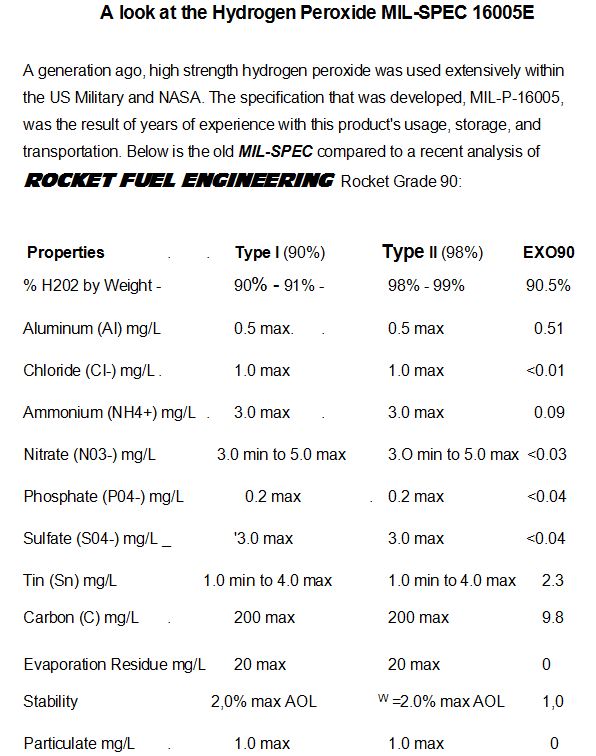 A look at the Hydrogen Peroxide MIL-SPEC 16005E
A generation ago, high strength hydrogen peroxide was used extensively within
the US Military and NASA. The specification that was developed, MIL-P-16005,
was the result of years of experience with this product's usage, storage, and
transportation. Below is the old MIL-SPEC compared to a recent analysis of
ROCKET FUEL ENGINEERING Rocket Grade 90:
Properties . . Type I (90%) Type II (98%) EXO90
% H202 by Weight - 90% - 91% - 98% - 99% 90.5%
Aluminum (AI) mg/L 0.5 max. . 0.5 max 0.51
Chloride (CI-) mg/L . 1.0 max 1.0 max <0.01
Ammonium (NH4+) mg/L . 3.0 max . 3.0 max 0.09
Nitrate (N03-) mg/L 3.0 min to 5.0 max 3.O min to 5.0 max <0.03
Phosphate (P04-) mg/L 0.2 max . 0.2 max <0.04
Sulfate (S04-) mg/L _ '3.0 max 3.0 max <0.04
Tin (Sn) mg/L 1.0 min to 4.0 max 1.0 min to 4.0 max 2.3
Carbon (C) mg/L . 200 max 200 max 9.8
Evaporation Residue mg/L 20 max 20 max 0
Stability 2,0% max AOL W =2.0% max AOL 1,0
Particulate mg/L . 1.0 max 1.0 max 0